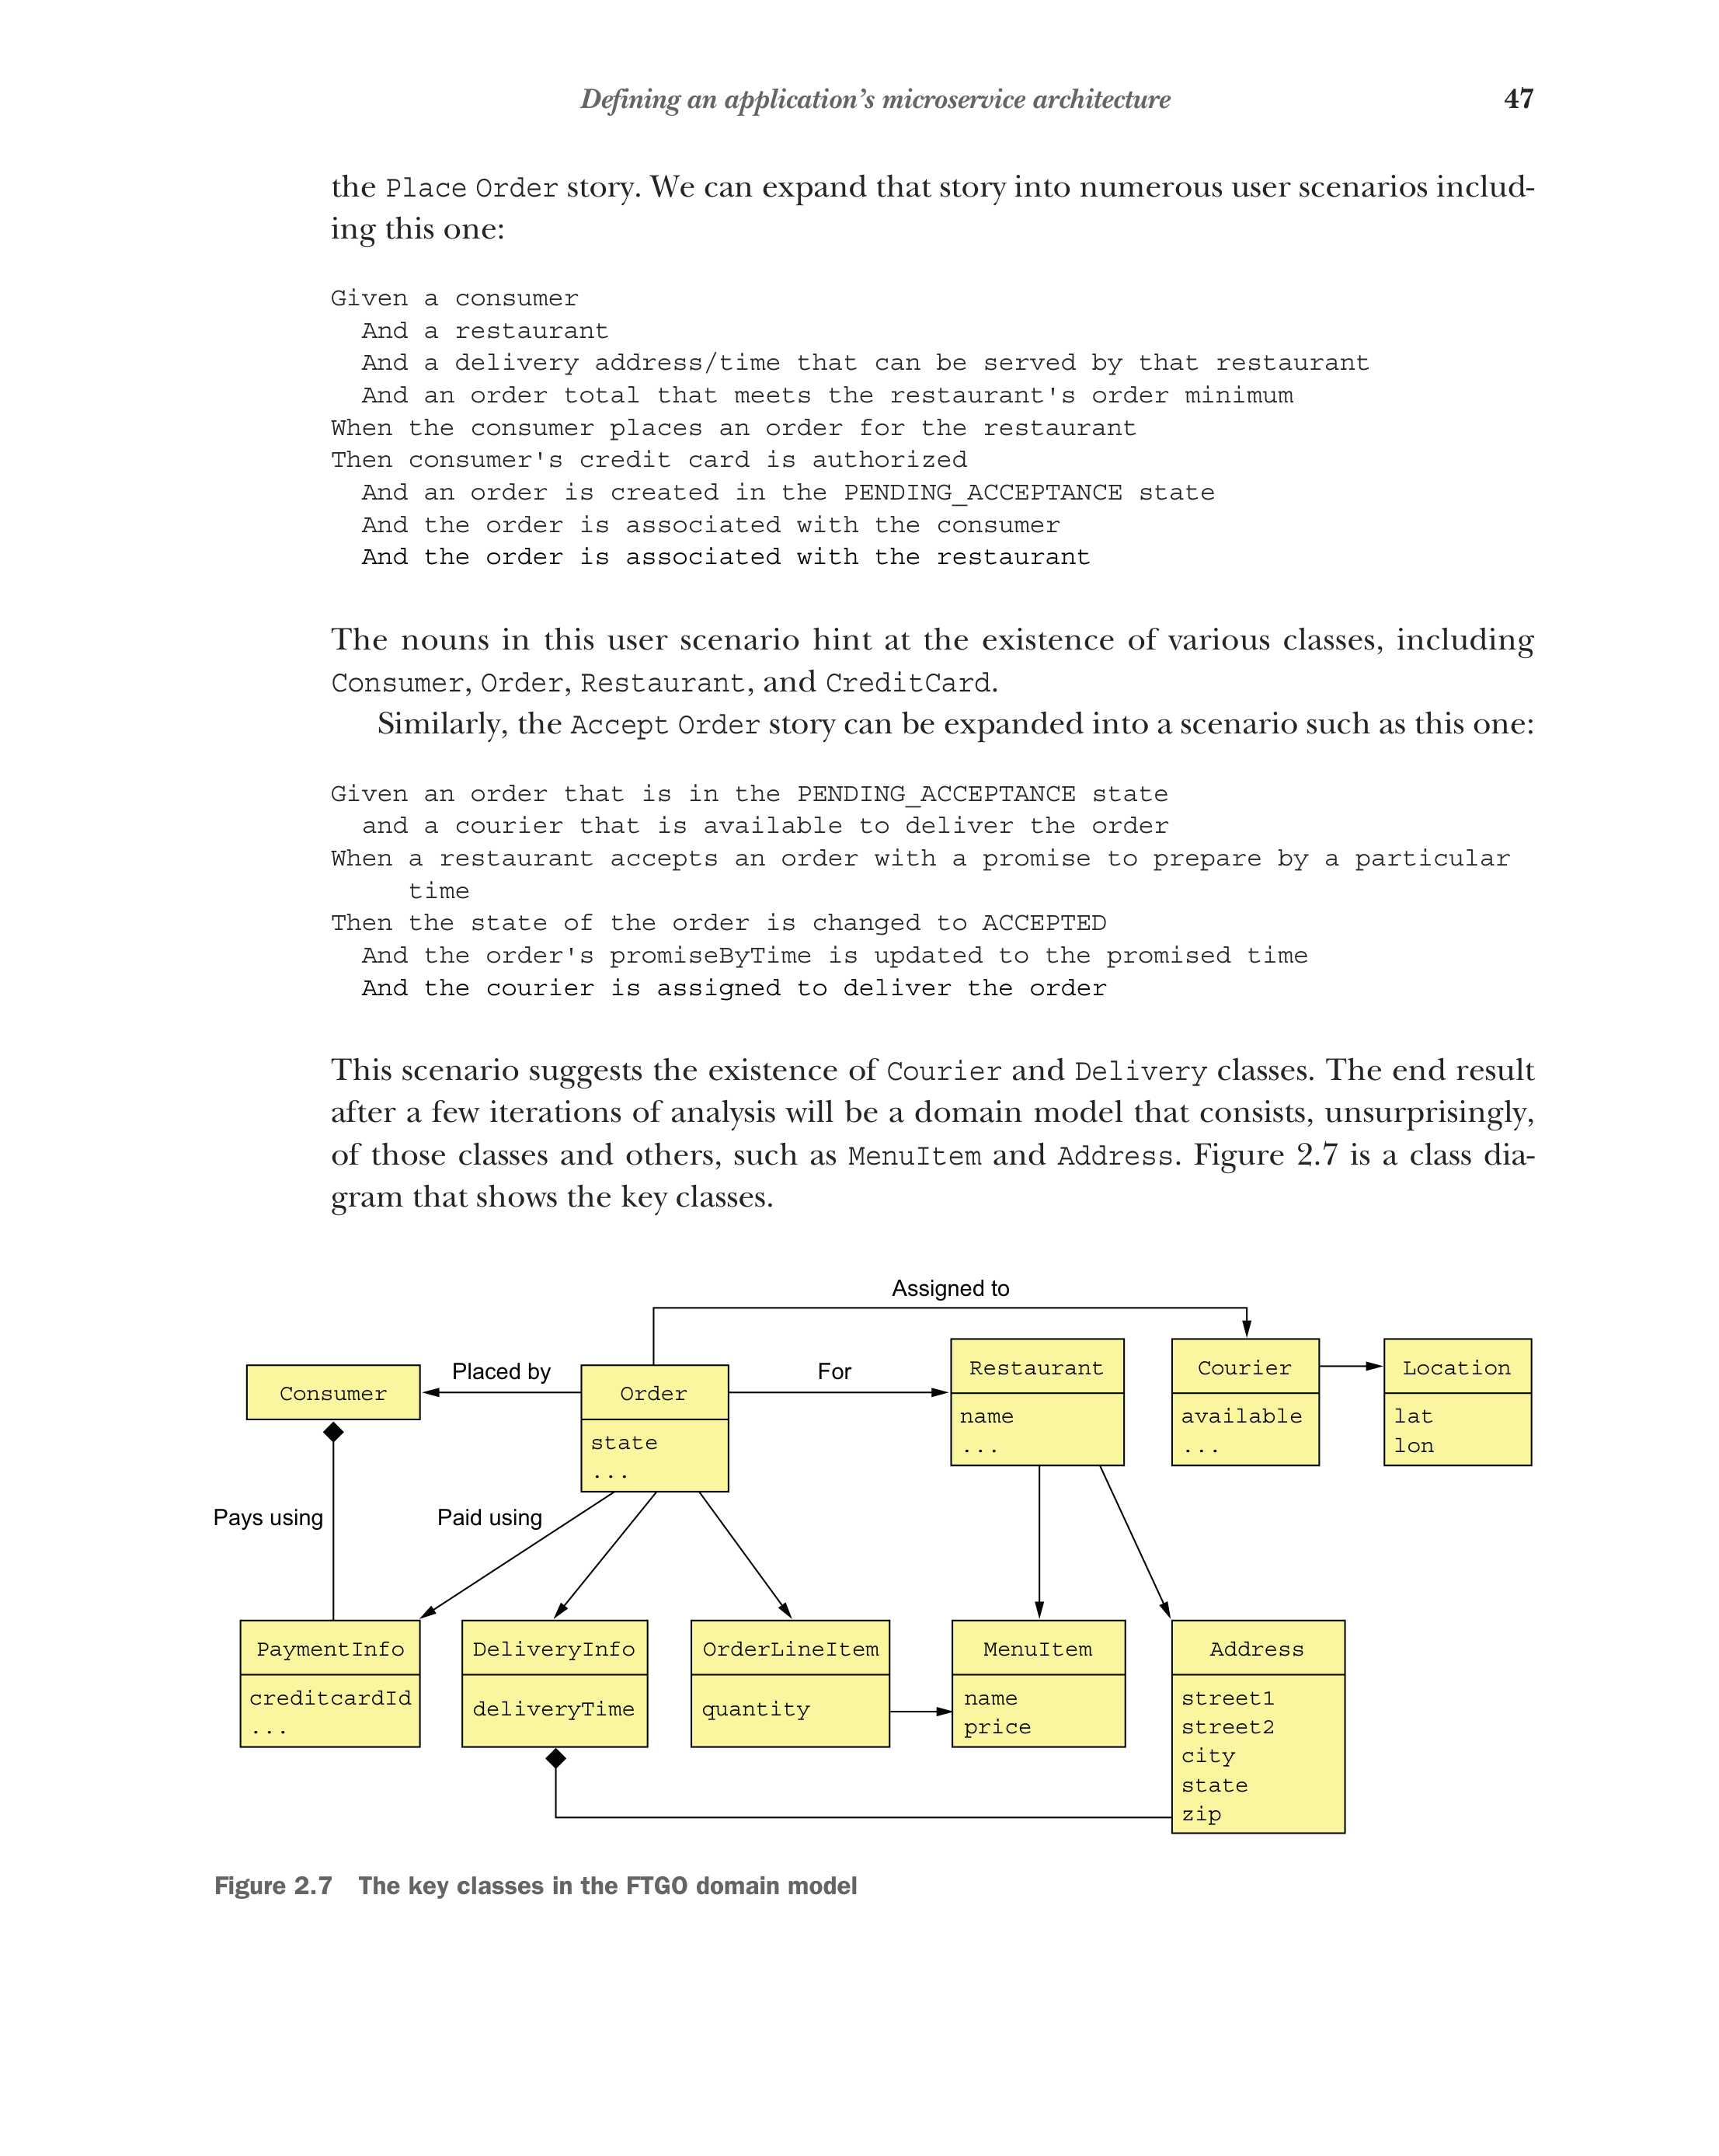 Defining an application’s microservice architecture 47
the Place Order story. We can expand that story into numerous user scenarios includ-
ing this one:
Given a consumer
And a restaurant
And a delivery address/time that can be served by that restaurant
And an order total that meets the restaurant's order minimum
When the consumer places an order for the restaurant
Then consumer's credit card is authorized
And an order is created in the PENDING_ACCEPTANCE state
And the order is associated with the consumer
And the order is associated with the restaurant
The nouns in this user scenario hint at the existence of various classes, including
Consumer, Order, Restaurant, and CreditCard.
Similarly, the Accept Order story can be expanded into a scenario such as this one:
Given an order that is in the PENDING_ACCEPTANCE state
and a courier that is available to deliver the order
When a restaurant accepts an order with a promise to prepare by a particular
time
Then the state of the order is changed to ACCEPTED
And the order's promiseByTime is updated to the promised time
And the courier is assigned to deliver the order
This scenario suggests the existence of Courier and Delivery classes. The end result
after a few iterations of analysis will be a domain model that consists, unsurprisingly,
of those classes and others, such as MenuItem and Address. Figure 2.7 is a class dia-
gram that shows the key classes.
Assigned to
Consumer
Placed by
Order
state
...
For
Restaurant
name
...
Courier
available
...
Location
lat
lon
Pays using
Paid using
PaymentInfo
creditcardId
...
DeliveryInfo
deliveryTime
OrderLineItem
quantity
MenuItem
name
price
Address
street1
street2
city
state
zip
Figure 2.7 The key classes in the FTGO domain model